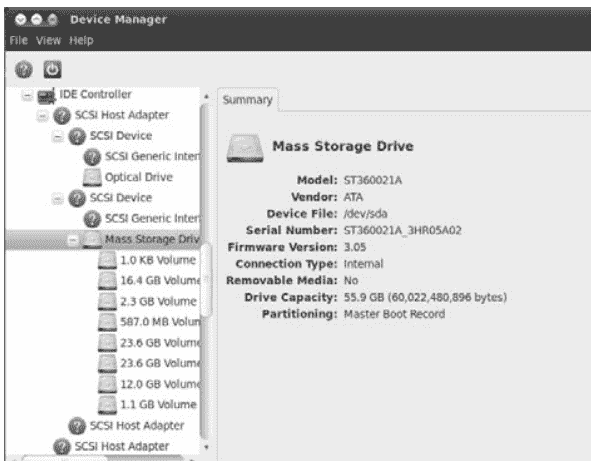 Device Manager
File View Help
IDE Controller
SCSI Host Adapter
SCSI Device
SCSI Generic Inter
Optical Drive
SCSI Device
SCSI Generic Inter
Mass Storage Driv
1.0 KB Volume
16.4 GB Volume
2.3 GB Volume
587.0 MB Volun
23.6 GB Volume
23.6 GB Volume
12.0 GB Volume
1.1 GB Volume
SCSI Host Adapter
SCSI Host Adapter
Summary
Mass Storage Drive
Model: ST360021A
Vendor: ATA
Device File: /dev/sda
Serial Number: ST360021A_3HR05A02
Firmware Version: 3.05
Connection Type: Internal
Removable Media: No
Drive Capacity: 55.9 GB (60,022,480,896 bytes)
Partitioning: Master Boot Record